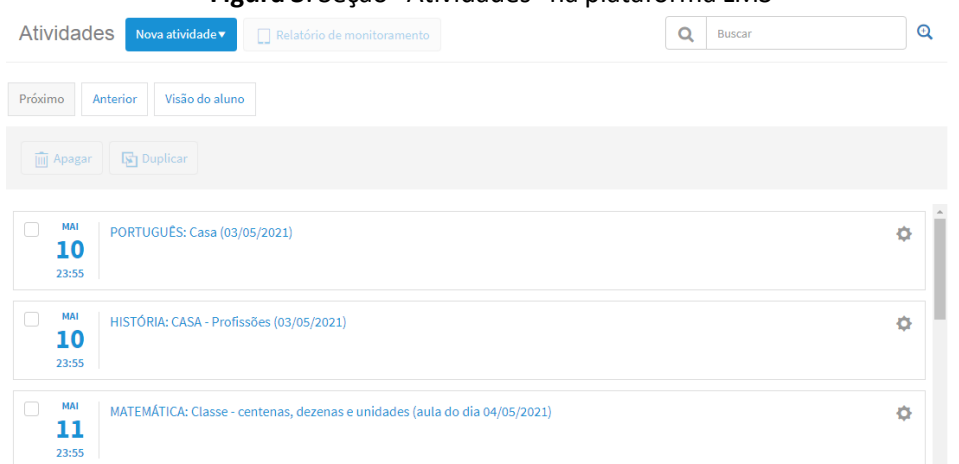 Atividades Nova atividade▾ Relatório de monitoramento Buscar
Próximo Anterior Visão do aluno
Apagar Duplicar
MAI
10
23:55
PORTUGUÊS: Casa (03/05/2021)
MAI
10
23:55
HISTÓRIA: CASA - Profissões (03/05/2021)
MAI
11
23:55
MATEMÁTICA: Classe - centenas, dezenas e unidades (aula do dia 04/05/2021)